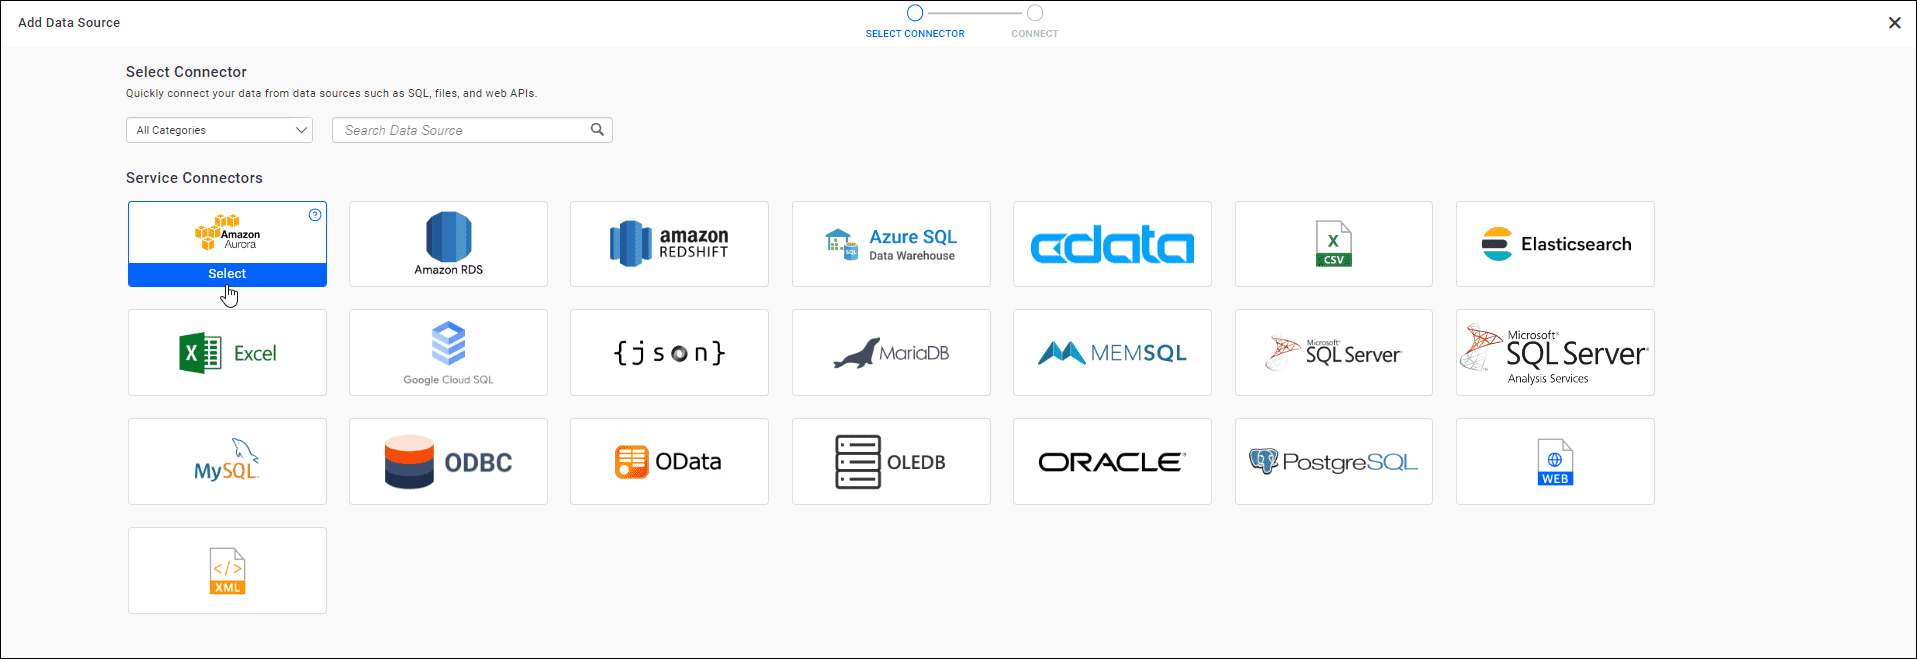 Add Data Source
SELECT CONNECTOR
CONNECT
Select Connector
Quickly connect your data from data sources such as SQL, files, and web APIs.
All Categories
Search Data Source
Service Connectors
Amazon
Aurora
?
Select
Amazon RDS
amazon
REDSHIFT
SQL
Azure SQL
Data Warehouse
cdata
X
CSV
Elasticsearch
X
Excel
Google Cloud SQL
{json}
MariaDB
MEMSQL
Microsoft®
SQL Server
Microsoft®
SQL Server
Analysis Services
MySQL
ODBC
OData
OLEDB
ORACLE®
PostgreSQL
WEB
</>
XML